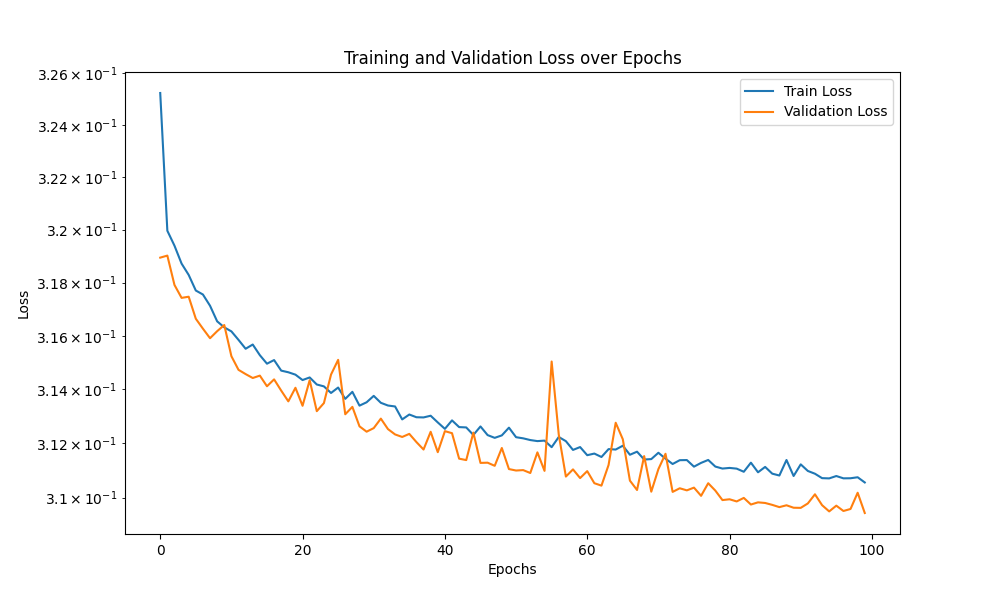 Training and Validation Loss over Epochs
3.26 × 10⁻¹
3.24 × 10⁻¹
3.22 × 10⁻¹
3.2 × 10⁻¹
3.18 × 10⁻¹
3.16 × 10⁻¹
3.14 × 10⁻¹
3.12 × 10⁻¹
3.1 × 10⁻¹
Loss
Train Loss
Validation Loss
0 20 40 60 80 100
Epochs